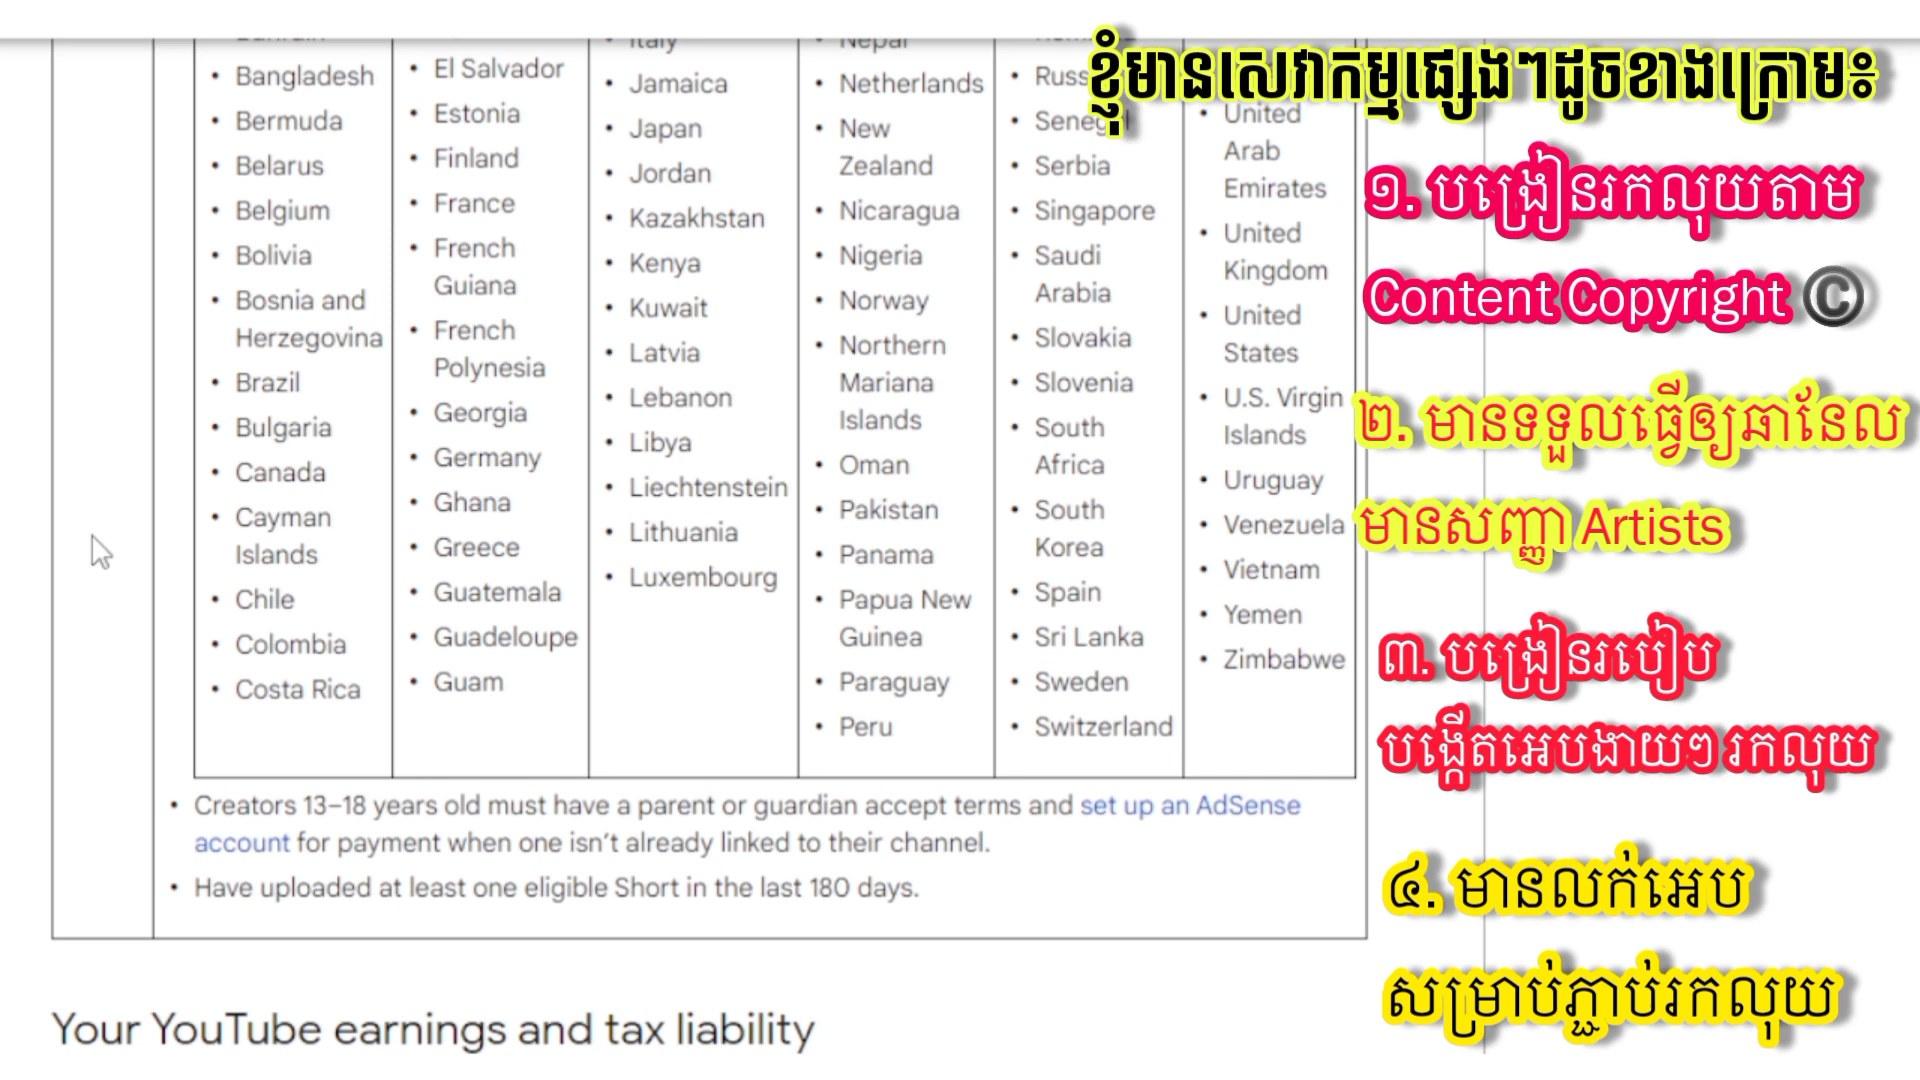 Bangladesh
Bermuda
Belarus
Belgium
Bolivia
Bosnia and
Herzegovina
Brazil
Bulgaria
Canada
Cayman
Islands
Chile
Colombia
Costa Rica
El Salvador
Estonia
Finland
France
French
Guiana
French
Polynesia
Georgia
Germany
Ghana
Greece
Guatemala
Guadeloupe
Guam
Italy
Jamaica
Japan
Jordan
Kazakhstan
Kenya
Kuwait
Latvia
Lebanon
Libya
Liechtenstein
Lithuania
Luxembourg
Nepal
Netherlands
New
Zealand
Nicaragua
Nigeria
Norway
Northern
Mariana
Islands
Oman
Pakistan
Panama
Papua New
Guinea
Paraguay
Peru
Senegal
Serbia
Singapore
Saudi
Arabia
Slovakia
Slovenia
South
Africa
South
Korea
Spain
Sri Lanka
Sweden
Switzerland
United
Arab
Emirates
United
Kingdom
United
States
U.S. Virgin
Islands
Uruguay
Venezuela
Vietnam
Yemen
Zimbabwe
Creators 13–18 years old must have a parent or guardian accept terms and set up an AdSense
account for payment when one isn't already linked to their channel.
Have uploaded at least one eligible Short in the last 180 days.
Your YouTube earnings and tax liability
ខ្ញុំមានសេវាកម្មផ្សេងៗដូចខាងក្រោម៖
១. បង្រៀនរកលុយតាម
Content Copyright ©
២. មានទទួលធ្វើឲ្យឆានែល
មានសញ្ញា Artists
៣. បង្រៀនរបៀប
បង្កើតអេបងាយៗ រកលុយ
៤. មានលក់អេប
សម្រាប់ភ្ជាប់រកលុយ